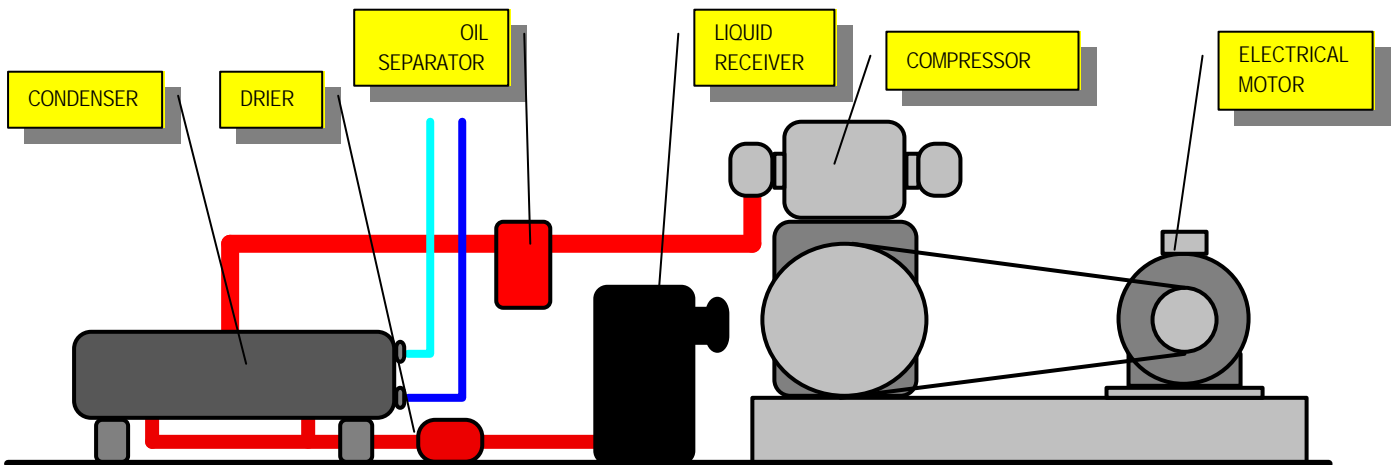 CONDENSER
DRIER
OIL
SEPARATOR
LIQUID
RECEIVER
COMPRESSOR
ELECTRICAL
MOTOR